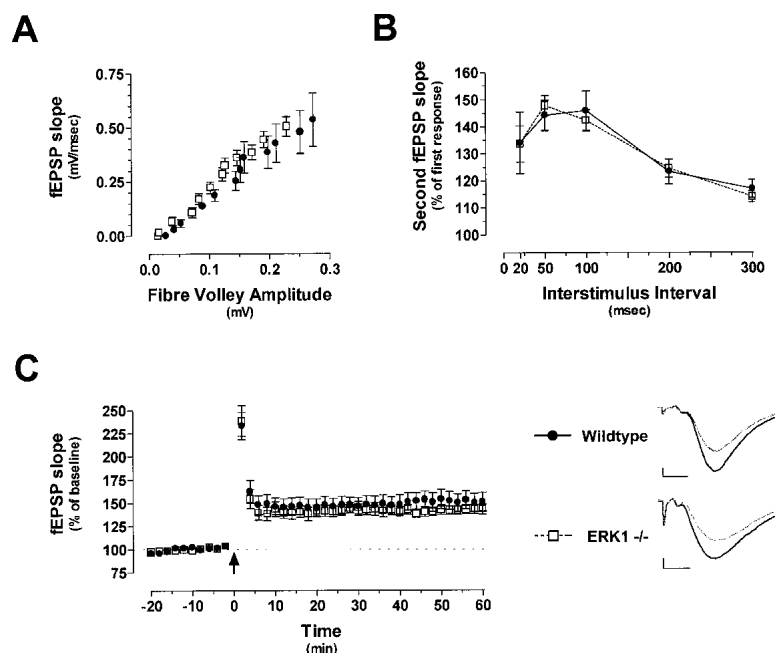 A
fEPSP slope
(mV/msec)
0.75
0.50
0.25
0.00
0.0 0.1 0.2 0.3
Fibre Volley Amplitude
(mV)
B
Second fEPSP slope
(% of first response)
160
150
140
130
120
110
100
0 20 50 100 200 300
Interstimulus Interval
(msec)
C
fEPSP slope
(% of baseline)
250
225
200
175
150
125
100
75
-20 -10 0 10 20 30 40 50 60
Time
(min)
Wildtype
ERK1 -/-